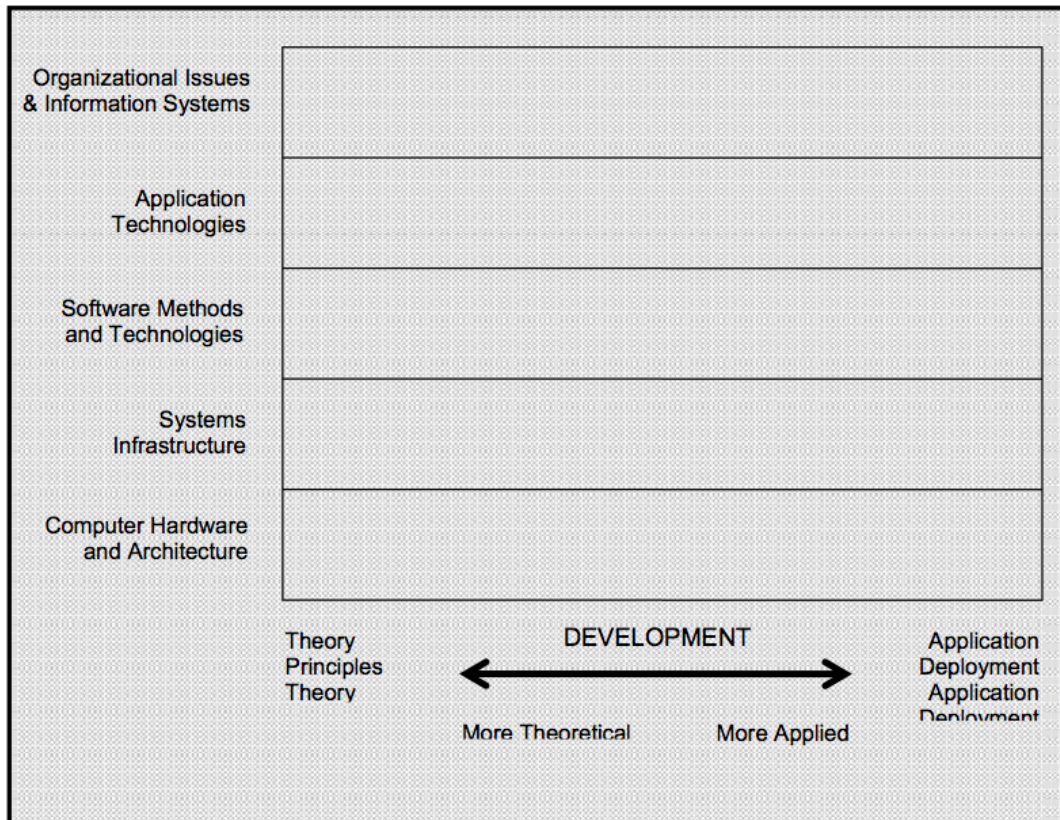 Organizational Issues
& Information Systems
Application
Technologies
Software Methods
and Technologies
Systems
Infrastructure
Computer Hardware
and Architecture
Theory
Principles
Theory
DEVELOPMENT
More Theoretical
More Applied
Application
Deployment
Application
Deployment